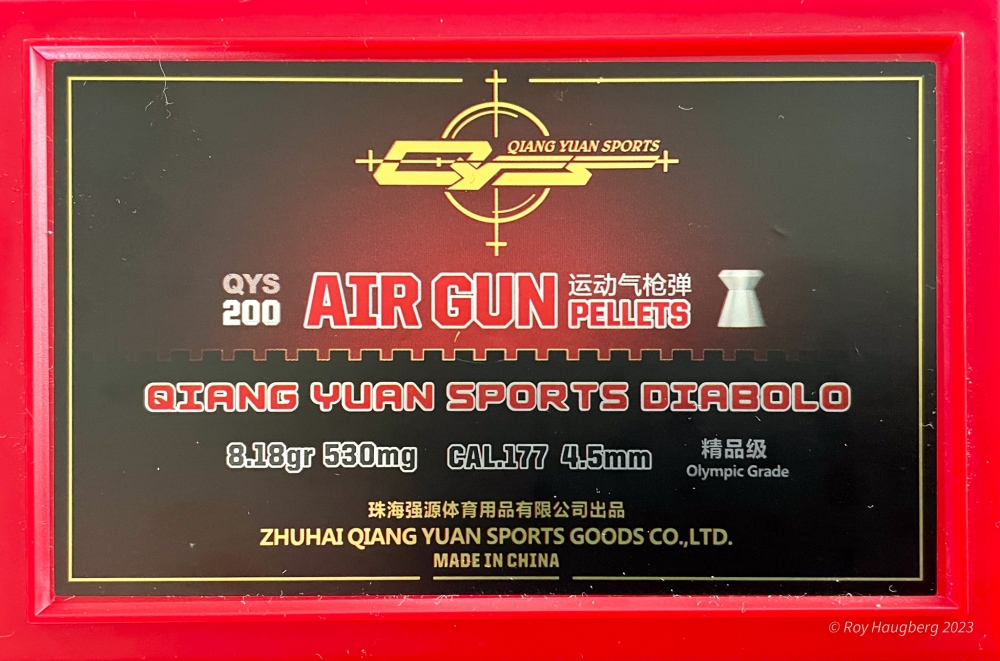 QIANG YUAN SPORTS
QYS
QYS
200
AIR GUN
运动气枪弹
PELLETS
QIANG YUAN SPORTS DIABOLO
8.18gr 530mg CAL.177 4.5mm
精品级
Olympic Grade
珠海强源体育用品有限公司出品
ZHUHAI QIANG YUAN SPORTS GOODS CO.,LTD.
MADE IN CHINA
© Roy Haugberg 2023